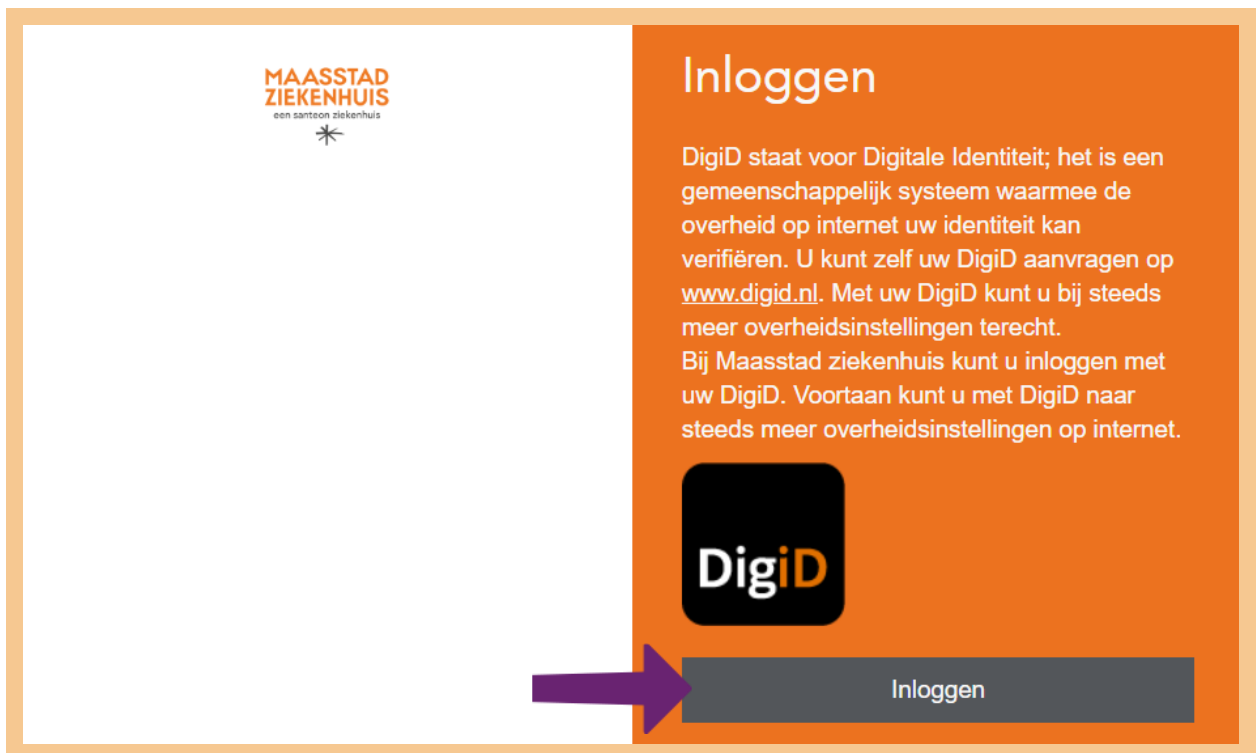 MAASSTAD
ZIEKENHUIS
een santeon ziekenhuis
Inloggen
DigiD staat voor Digitale Identiteit; het is een
gemeenschappelijk systeem waarmee de
overheid op internet uw identiteit kan
verifiëren. U kunt zelf uw DigiD aanvragen op
www.digid.nl. Met uw DigiD kunt u bij steeds
meer overheidsinstellingen terecht.
Bij Maasstad ziekenhuis kunt u inloggen met
uw DigiD. Voortaan kunt u met DigiD naar
steeds meer overheidsinstellingen op internet.
DigiD
Inloggen